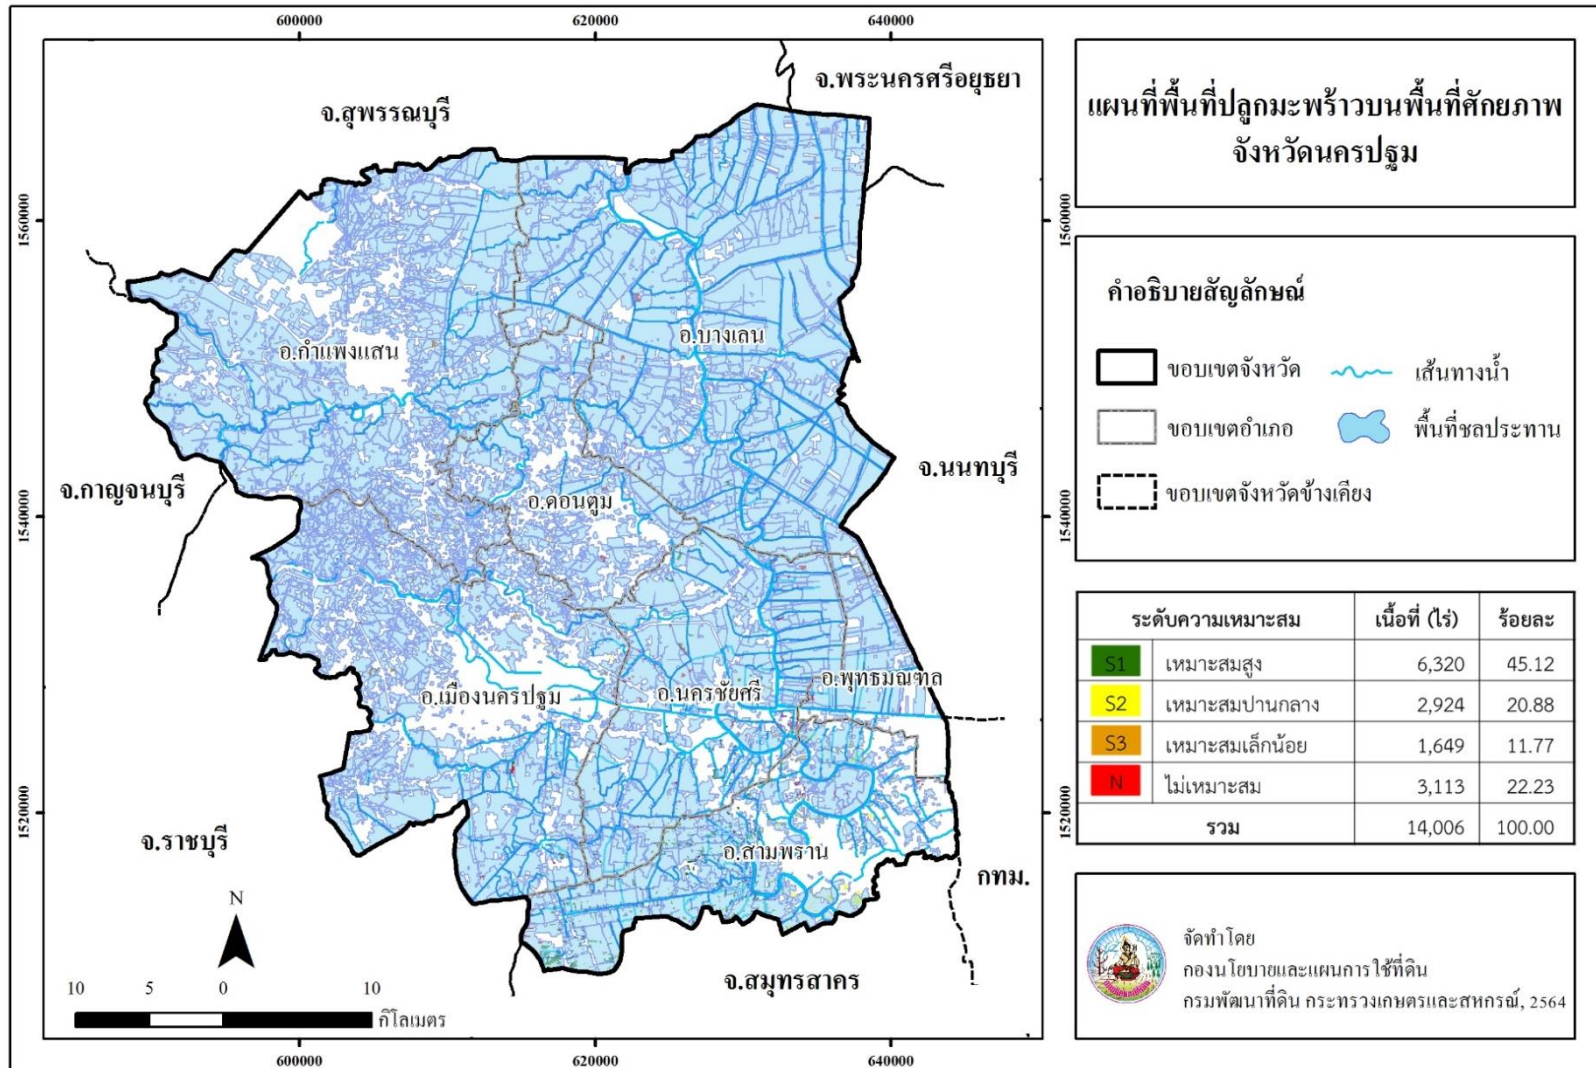 600000
620000
640000
จ.พระนครศรีอยุธยา
จ.สุพรรณบุรี
1560000
1560000
อ.บางเลน
อ.กำแพงแสน
จ.นนทบุรี
จ.กาญจนบุรี
อ.ดอนตูม
1540000
1540000
อ.พุทธมณฑล
อ.นครชัยศรี
อ.เมืองนครปฐม
1520000
1520000
จ.ราชบุรี
อ.สามพราน
กทม.
จ.สมุทรสาคร
N
10 5 0 10
กิโลเมตร
600000
620000
640000
แผนที่พื้นที่ปลูกมะพร้าวบนพื้นที่ศักยภาพ
จังหวัดนครปฐม
คำอธิบายสัญลักษณ์
ขอบเขตจังหวัด
เส้นทางน้ำ
ขอบเขตอำเภอ
พื้นที่ชลประทาน
ขอบเขตจังหวัดข้างเคียง
ระดับความเหมาะสม เนื้อที่ (ไร่) ร้อยละ
S1 เหมาะสมสูง 6,320 45.12
S2 เหมาะสมปานกลาง 2,924 20.88
S3 เหมาะสมเล็กน้อย 1,649 11.77
N ไม่เหมาะสม 3,113 22.23
รวม 14,006 100.00
จัดทำโดย
กองนโยบายและแผนการใช้ที่ดิน
กรมพัฒนาที่ดิน กระทรวงเกษตรและสหกรณ์, 2564